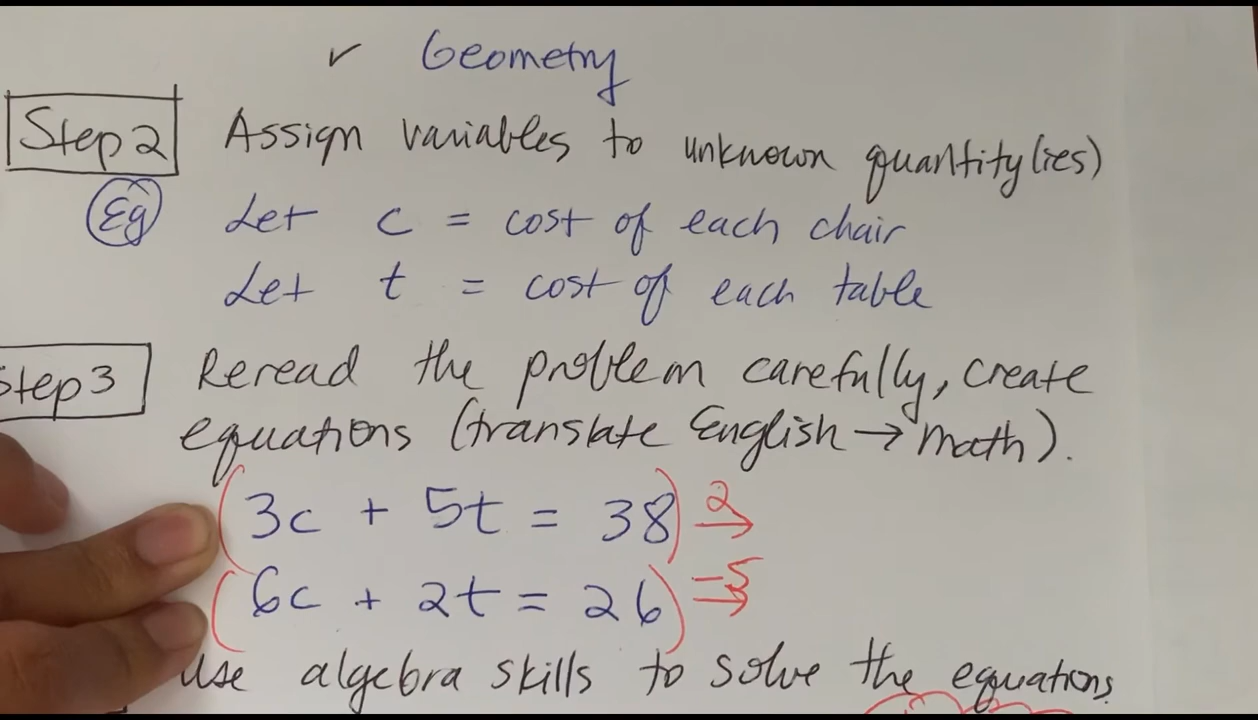 ✓ Geometry
Step 2 Assign variables to unknown quantity(ies)
Eg Let c = cost of each chair
Let t = cost of each table
Step 3 Reread the problem carefully, create
equations (translate English → math).
(3c + 5t = 38) 2 →
(6c + 2t = 26) -5 →
Use algebra skills to solve the equations